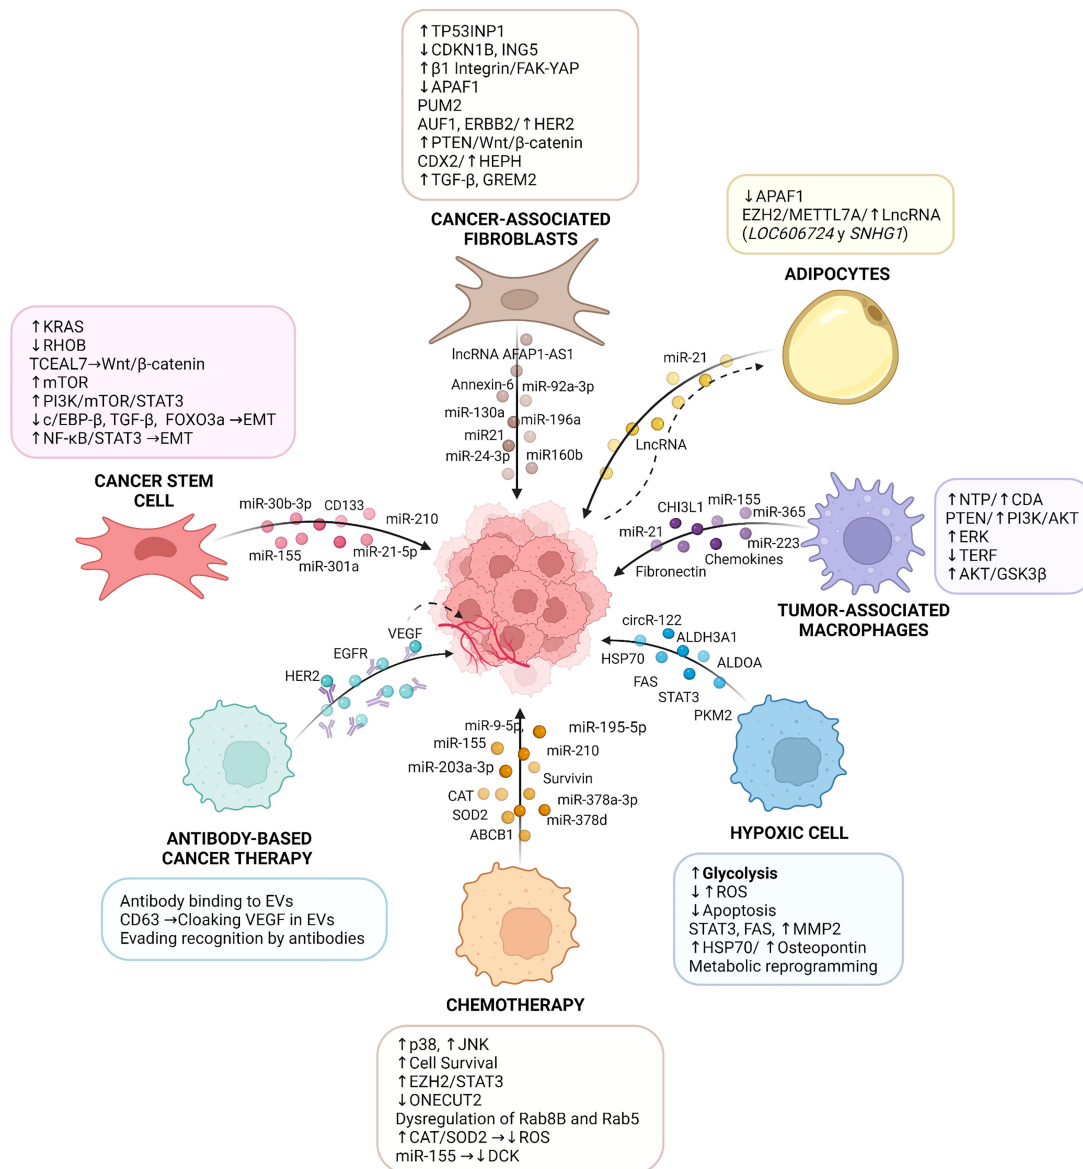 ↑TP53INP1
↓CDKN1B, ING5
↑β1 Integrin/FAK-YAP
↓APAF1
PUM2
AUF1, ERBB2/↑HER2
↑PTEN/Wnt/β-catenin
CDX2/↑HEPH
↑TGF-β, GREM2
CANCER-ASSOCIATED
FIBROBLASTS
lncRNA AFAP1-AS1
Annexin-6
miR-92a-3p
miR-130a
miR-196a
miR21
miR-24-3p
miR160b
↓APAF1
EZH2/METTL7A/↑LncRNA
(LOC606724 y SNHG1)
ADIPOCYTES
miR-21
LncRNA
↑KRAS
↓RHOB
TCEAL7→Wnt/β-catenin
↑mTOR
↑PI3K/mTOR/STAT3
↓c/EBP-β, TGF-β, FOXO3a →EMT
↑NF-κB/STAT3 →EMT
CANCER STEM
CELL
miR-30b-3p
CD133
miR-210
miR-155
miR-301a
miR-21-5p
↑NTP/↑CDA
PTEN/↑PI3K/AKT
↑ERK
↓TERF
↑AKT/GSK3β
TUMOR-ASSOCIATED
MACROPHAGES
CHI3L1
miR-155
miR-365
miR-21
miR-223
Chemokines
Fibronectin
circR-122
ALDH3A1
HSP70
ALDOA
FAS
STAT3
PKM2
HYPOXIC CELL
↑Glycolysis
↓↑ROS
↓Apoptosis
STAT3, FAS, ↑MMP2
↑HSP70/ ↑Osteopontin
Metabolic reprogramming
VEGF
EGFR
HER2
ANTIBODY-BASED
CANCER THERAPY
Antibody binding to EVs
CD63 →Cloaking VEGF in EVs
Evading recognition by antibodies
miR-9-5p,
miR-195-5p
miR-155
miR-210
miR-203a-3p
Survivin
CAT
miR-378a-3p
SOD2
miR-378d
ABCB1
CHEMOTHERAPY
↑p38, ↑JNK
↑Cell Survival
↑EZH2/STAT3
↓ONECUT2
Dysregulation of Rab8B and Rab5
↑CAT/SOD2 →↓ROS
miR-155 →↓DCK